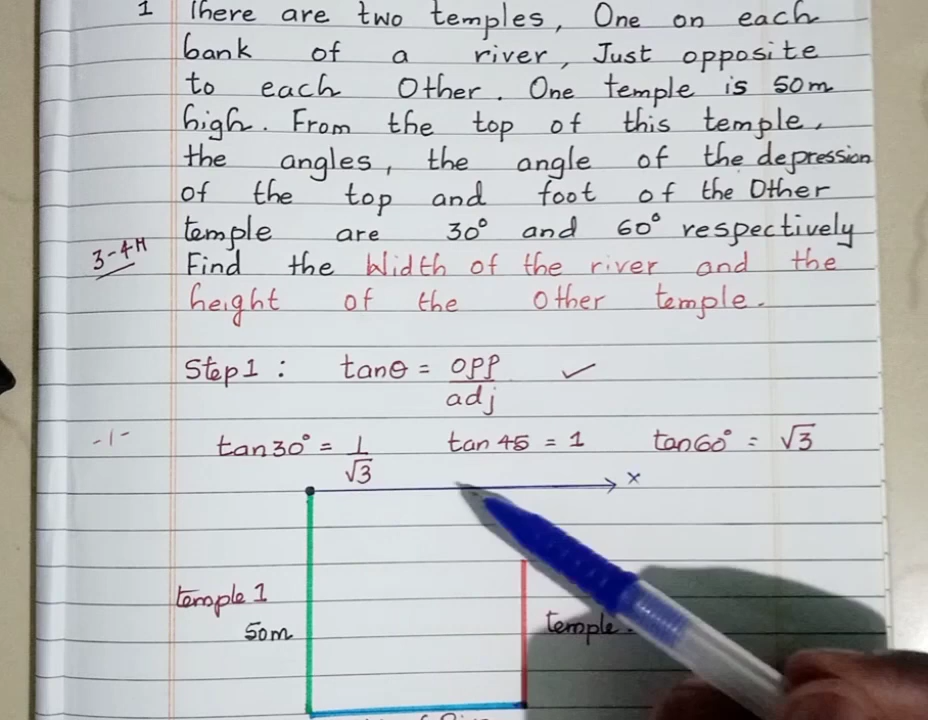 1 There are two temples, One on each
bank of a river, Just opposite
to each Other. One temple is 50m
high. From the top of this temple,
the angles, the angle of the depression
of the top and foot of the Other
temple are 30° and 60° respectively
3-4M
Find the Width of the river and the
height of the Other temple.
Step1 : tanθ = opp/adj ✓
-1-
tan30° = 1/√3 tan 45 = 1 tan60° = √3
x
temple 1
50m
temple